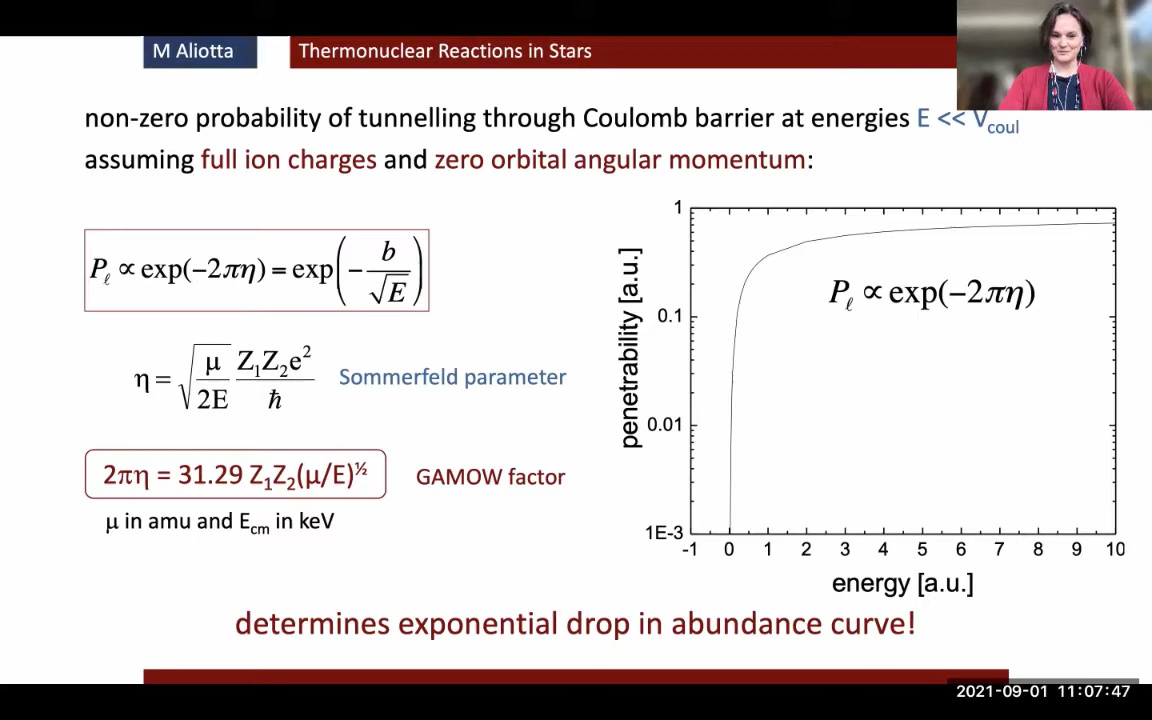 M Aliotta
Thermonuclear Reactions in Stars
non-zero probability of tunnelling through Coulomb barrier at energies E << V_coul
assuming full ion charges and zero orbital angular momentum:
P_ℓ ∝ exp(−2πη) = exp(− b / √E)
η = √(μ / 2E) Z₁Z₂e² / ħ
Sommerfeld parameter
2πη = 31.29 Z₁Z₂(μ/E)^½
GAMOW factor
μ in amu and E_cm in keV
penetrability [a.u.]
1
0.1
0.01
1E-3
P_ℓ ∝ exp(−2πη)
-1 0 1 2 3 4 5 6 7 8 9 10
energy [a.u.]
determines exponential drop in abundance curve!
2021-09-01 11:07:47